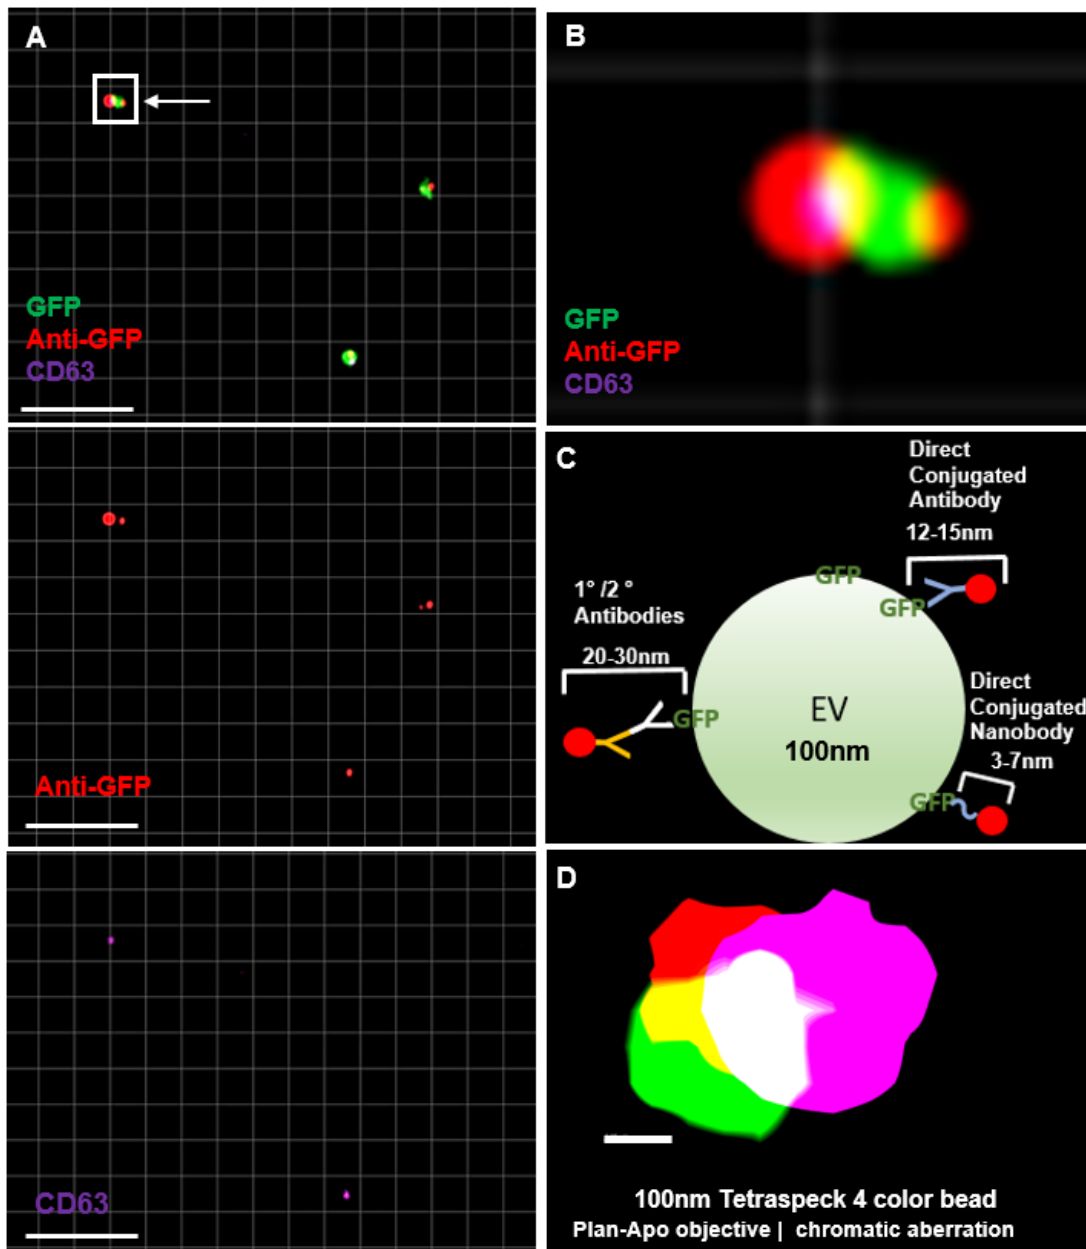 A
GFP
Anti-GFP
CD63
Anti-GFP
CD63
B
GFP
Anti-GFP
CD63
C
Direct
Conjugated
Antibody
12-15nm
GFP
GFP
1° /2 °
Antibodies
20-30nm
GFP
EV
100nm
Direct
Conjugated
Nanobody
3-7nm
GFP
D
100nm Tetraspeck 4 color bead
Plan-Apo objective | chromatic aberration